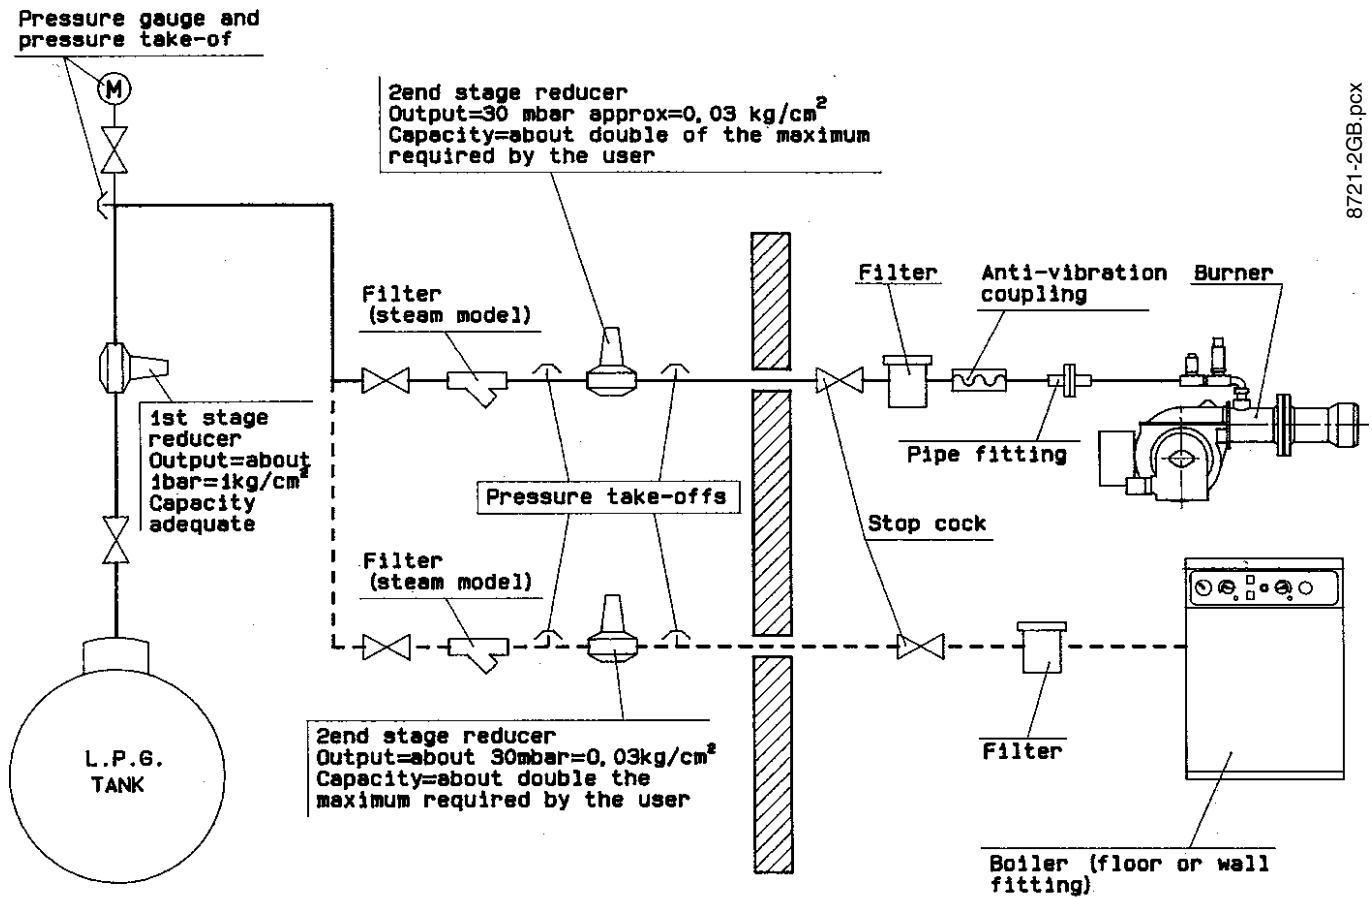 Pressure gauge and
pressure take-of
M
2end stage reducer
Output=30 mbar approx=0,03 kg/cm²
Capacity=about double of the maximum
required by the user
8721-2GB.pcx
Filter
(steam model)
Filter
Anti-vibration
coupling
Burner
1st stage
reducer
Output=about
1bar=1kg/cm²
Capacity
adequate
Pipe fitting
Pressure take-offs
Stop cock
Filter
(steam model)
L.P.G.
TANK
2end stage reducer
Output=about 30mbar=0,03kg/cm²
Capacity=about double the
maximum required by the user
Filter
Boiler (floor or wall
fitting)